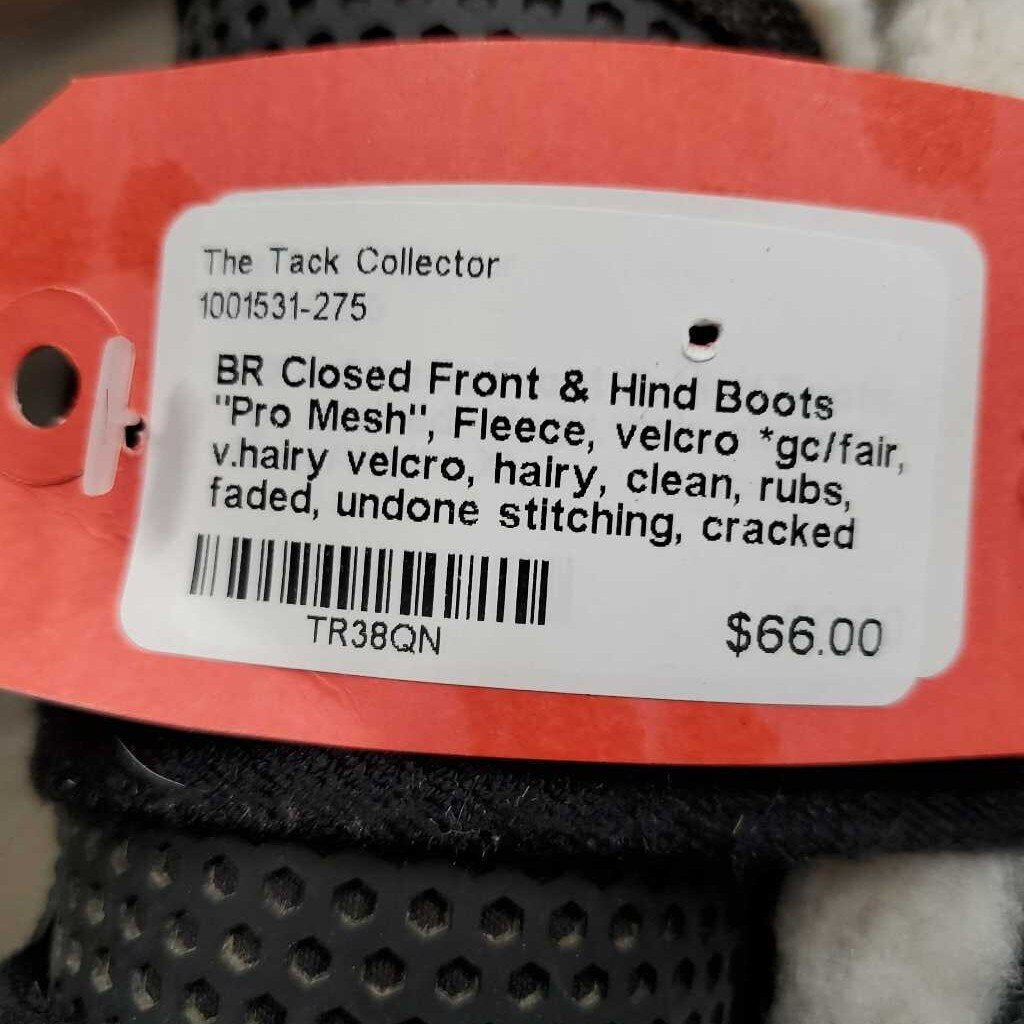 The Tack Collector
1001531-275
BR Closed Front & Hind Boots
"Pro Mesh", Fleece, velcro *gc/fair,
v.hairy velcro, hairy, clean, rubs,
faded, undone stitching, cracked
TR38QN
$66.00